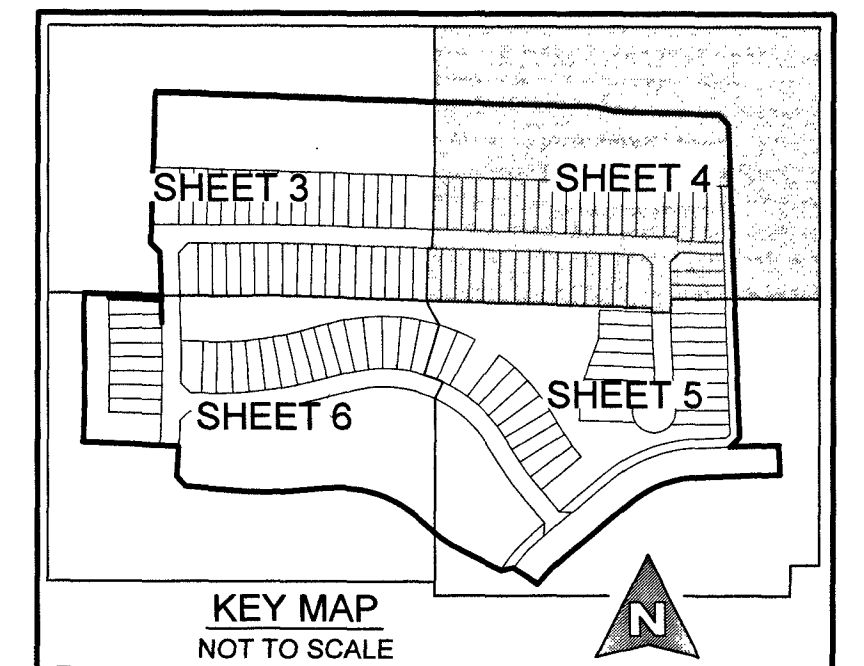 SHEET 3
SHEET 4
SHEET 5
SHEET 6
KEY MAP
NOT TO SCALE
N